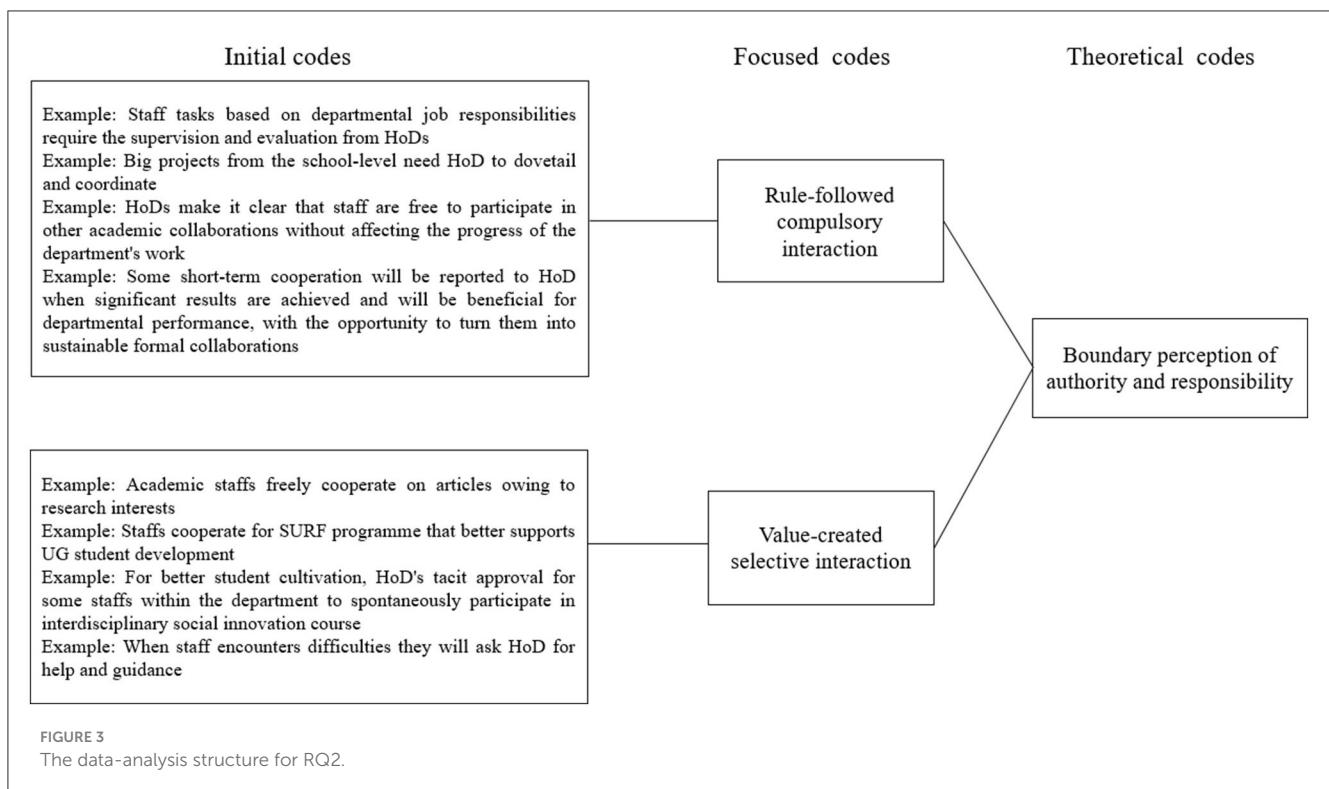 Initial codes
Focused codes
Theoretical codes
Example: Staff tasks based on departmental job responsibilities
require the supervision and evaluation from HoDs
Example: Big projects from the school-level need HoD to dovetail
and coordinate
Example: HoDs make it clear that staff are free to participate in
other academic collaborations without affecting the progress of the
department's work
Example: Some short-term cooperation will be reported to HoD
when significant results are achieved and will be beneficial for
departmental performance, with the opportunity to turn them into
sustainable formal collaborations
Rule-followed
compulsory
interaction
Boundary perception of
authority and responsibility
Example: Academic staffs freely cooperate on articles owing to
research interests
Example: Staffs cooperate for SURF programme that better supports
UG student development
Example: For better student cultivation, HoD's tacit approval for
some staffs within the department to spontaneously participate in
interdisciplinary social innovation course
Example: When staff encounters difficulties they will ask HoD for
help and guidance
Value-created
selective interaction
FIGURE 3
The data-analysis structure for RQ2.